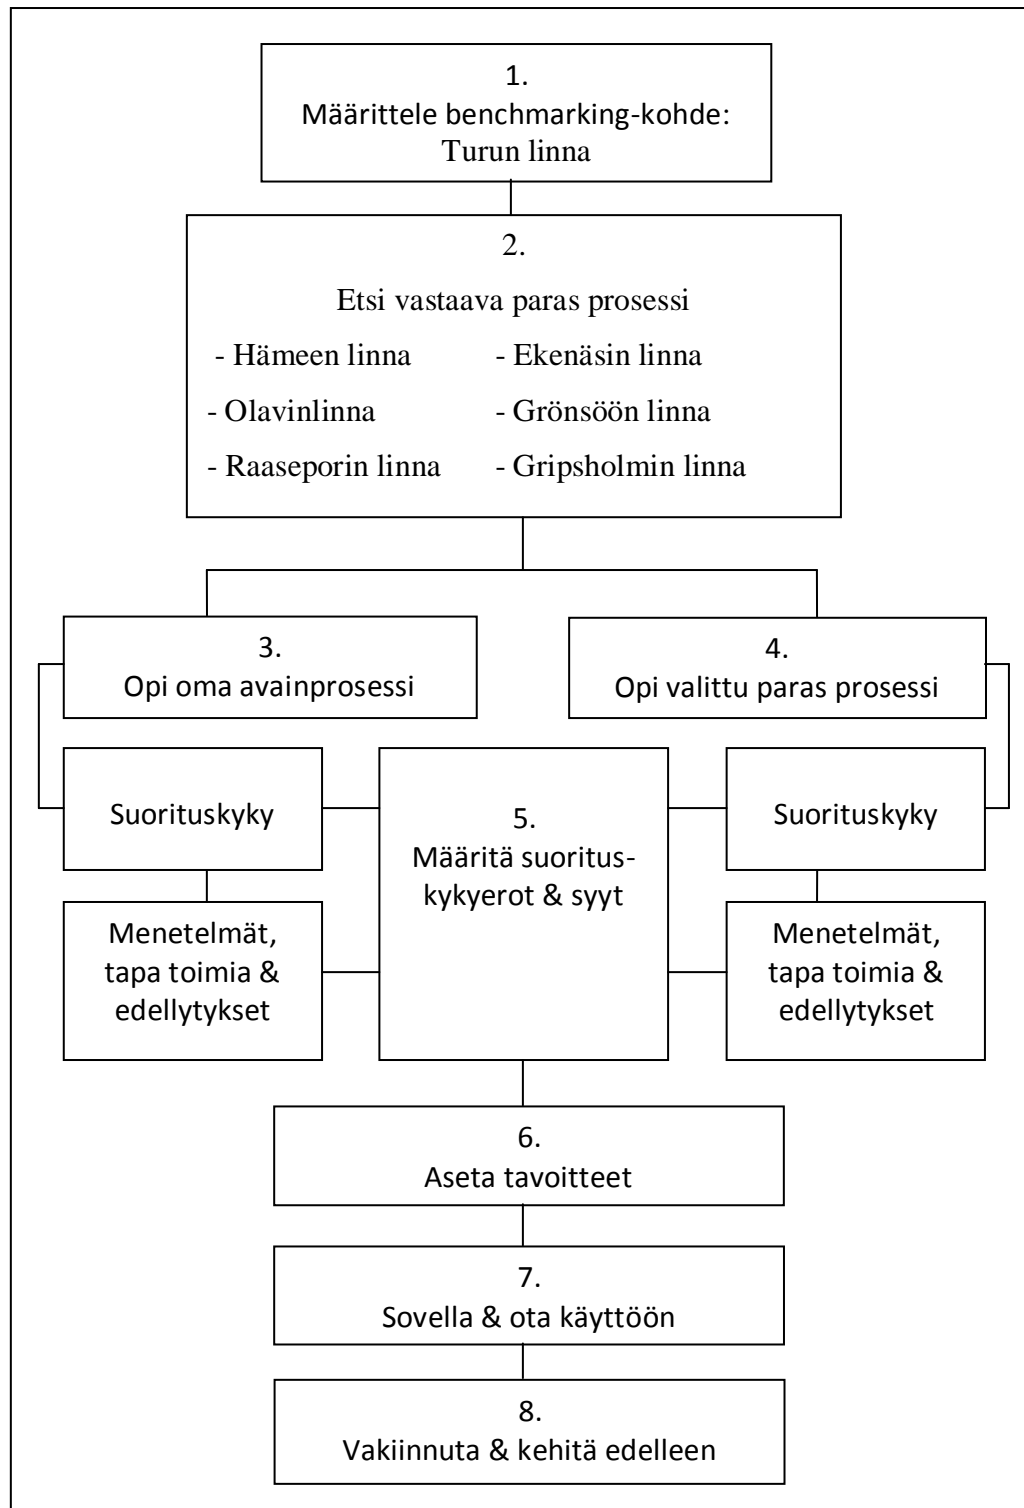 1.
Määrittele benchmarking-kohde:
Turun linna
2.
Etsi vastaava paras prosessi
- Hämeen linna - Ekenäsin linna
- Olavinlinna - Grönsöön linna
- Raaseporin linna - Gripsholmin linna
3.
Opi oma avainprosessi
4.
Opi valittu paras prosessi
Suorituskyky
5.
Määritä suoritus-
kykyerot & syyt
Suorituskyky
Menetelmät,
tapa toimia &
edellytykset
Menetelmät,
tapa toimia &
edellytykset
6.
Aseta tavoitteet
7.
Sovella & ota käyttöön
8.
Vakiinnuta & kehitä edelleen